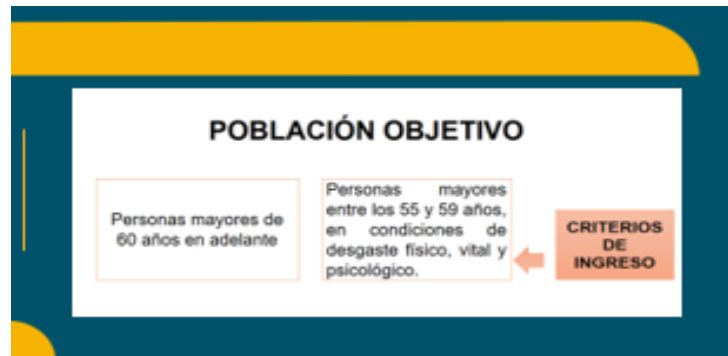 POBLACIÓN OBJETIVO
Personas mayores de
60 años en adelante
Personas mayores
entre los 55 y 59 años,
en condiciones de
desgaste físico, vital y
psicológico.
CRITERIOS
DE
INGRESO